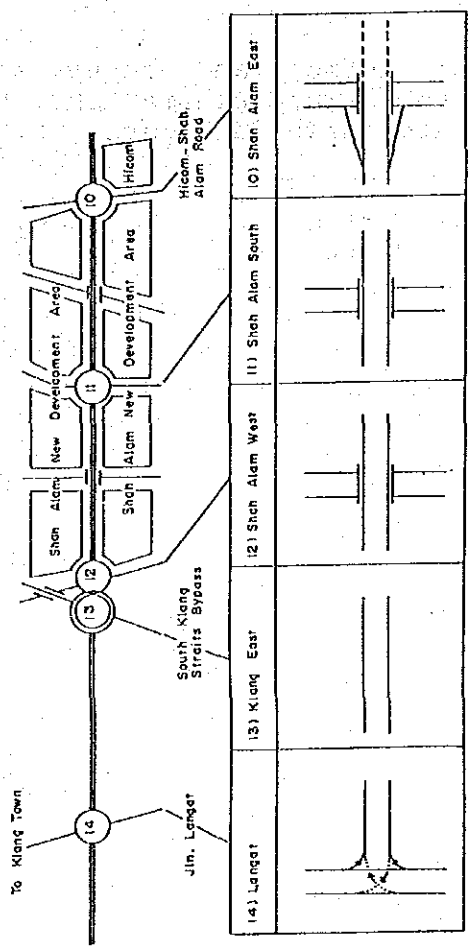 To Klang Town
14
Jln. Langat
13
12
South Klang
Straits Bypass
Shah Alam New Development Area
Shah Alam New Development Area
11
10
Hicom
Hicom-Shah
Alam Road
14) Langat
13) Klang East
12) Shah Alam West
11) Shah Alam South
10) Shah Alam East